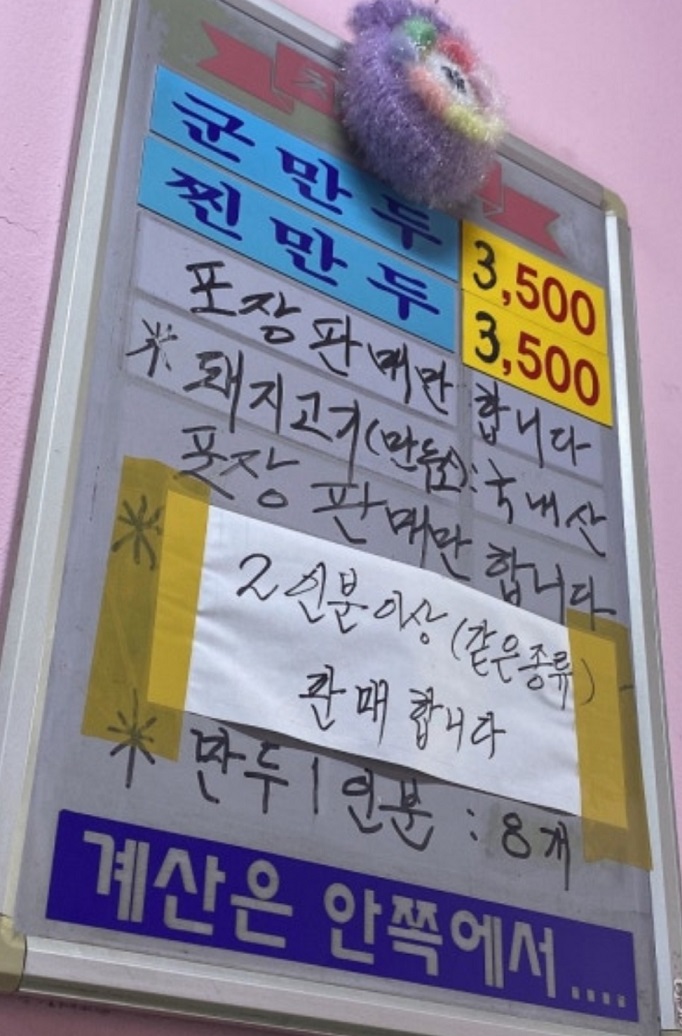 군만두 3,500
찐만두 3,500
포장 판매만 합니다
* 돼지고기(만두소):국내산
포장 판매만 합니다
* 2인분이상 (같은종류)
판매 합니다
* 만두 1인분 : 8개
계산은 안쪽에서....